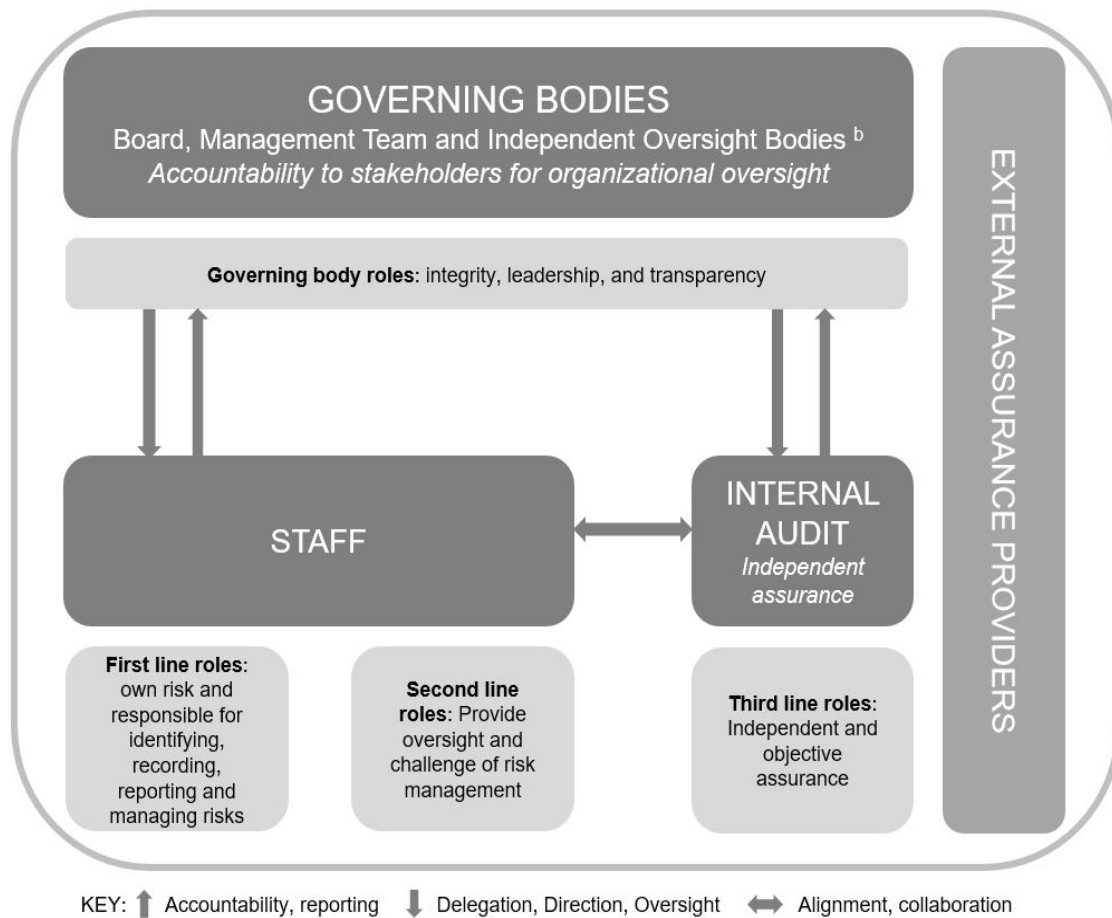 GOVERNING BODIES
Board, Management Team and Independent Oversight Bodies ᵇ
Accountability to stakeholders for organizational oversight
Governing body roles: integrity, leadership, and transparency
STAFF
INTERNAL
AUDIT
Independent
assurance
First line roles:
own risk and
responsible for
identifying,
recording,
reporting and
managing risks
Second line
roles: Provide
oversight and
challenge of risk
management
Third line roles:
Independent and
objective
assurance
EXTERNAL ASSURANCE PROVIDERS
KEY: Accountability, reporting Delegation, Direction, Oversight Alignment, collaboration